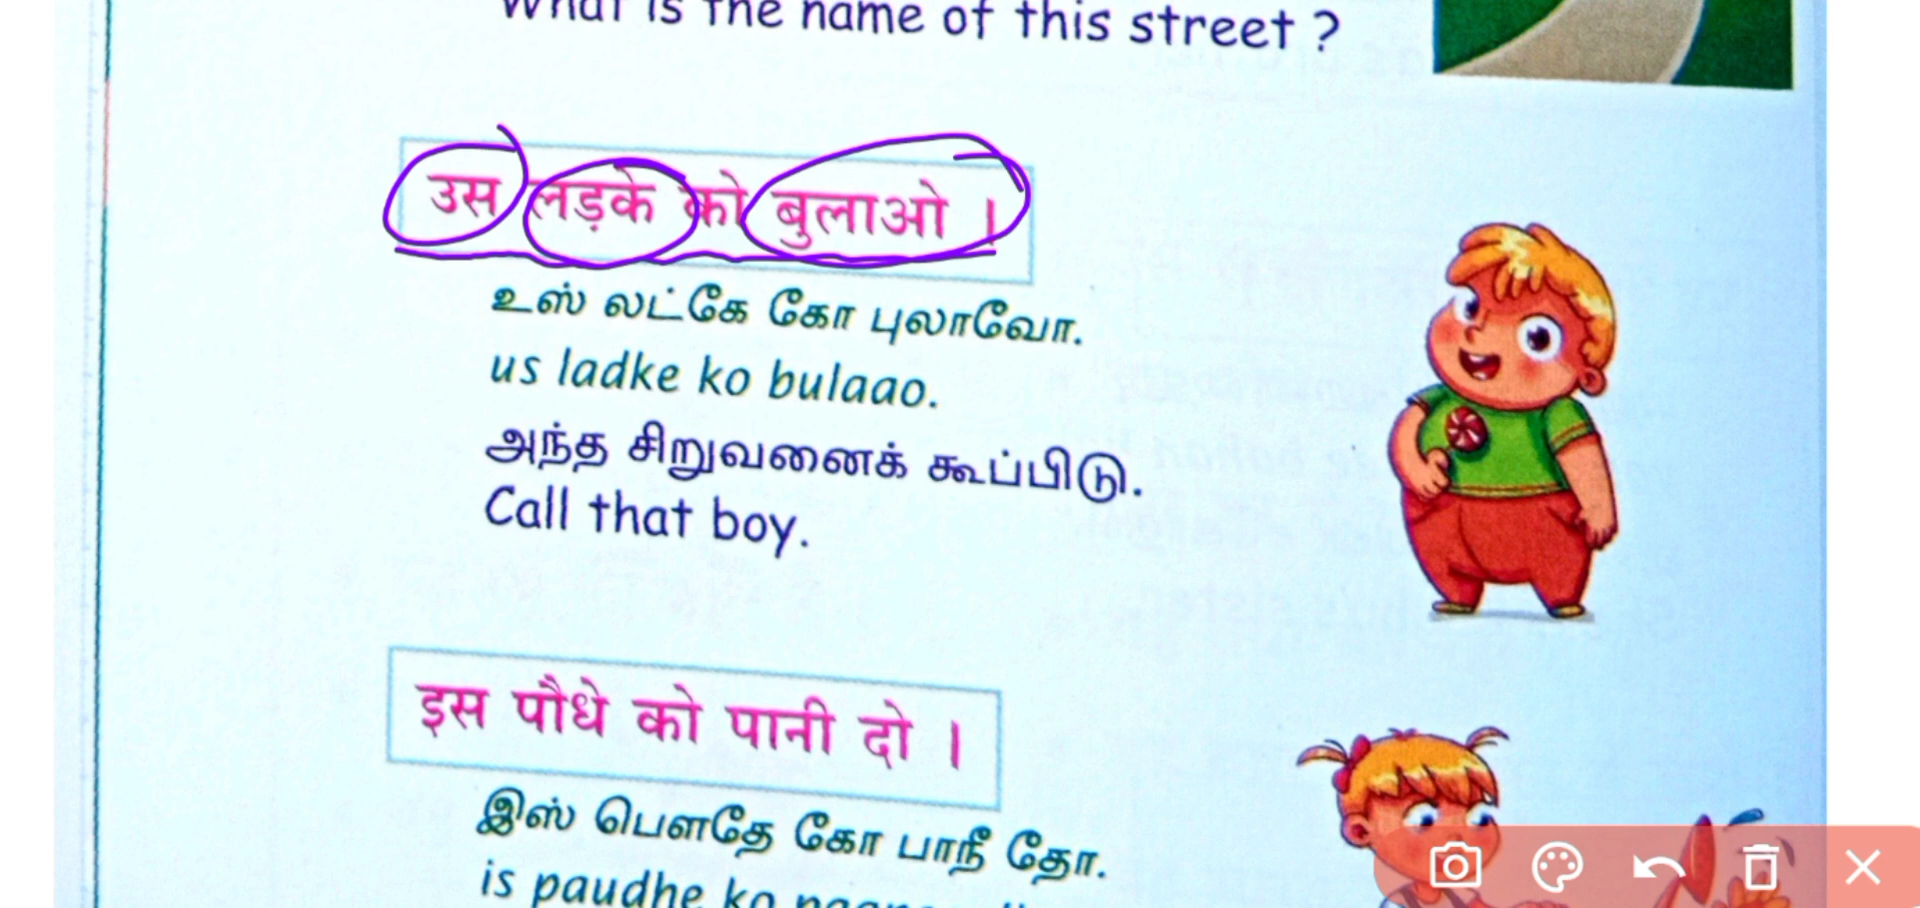 What is the name of this street ?
उस लड़के को बुलाओ ।
உஸ் லட்கே கோ புலாவோ.
us ladke ko bulaao.
அந்த சிறுவனைக் கூப்பிடு.
Call that boy.
इस पौधे को पानी दो ।
இஸ் பௌதே கோ பாநீ தோ.
is paudhe ko